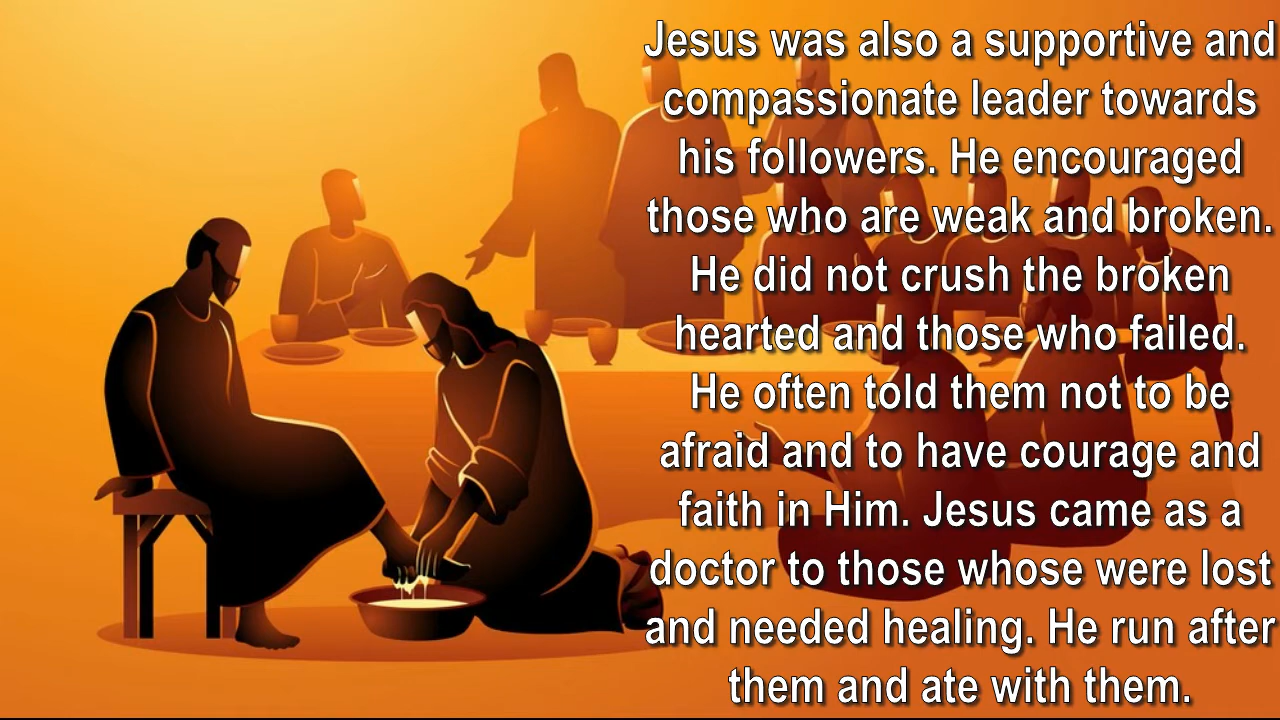 Jesus was also a supportive and
compassionate leader towards
his followers. He encouraged
those who are weak and broken.
He did not crush the broken
hearted and those who failed.
He often told them not to be
afraid and to have courage and
faith in Him. Jesus came as a
doctor to those whose were lost
and needed healing. He run after
them and ate with them.